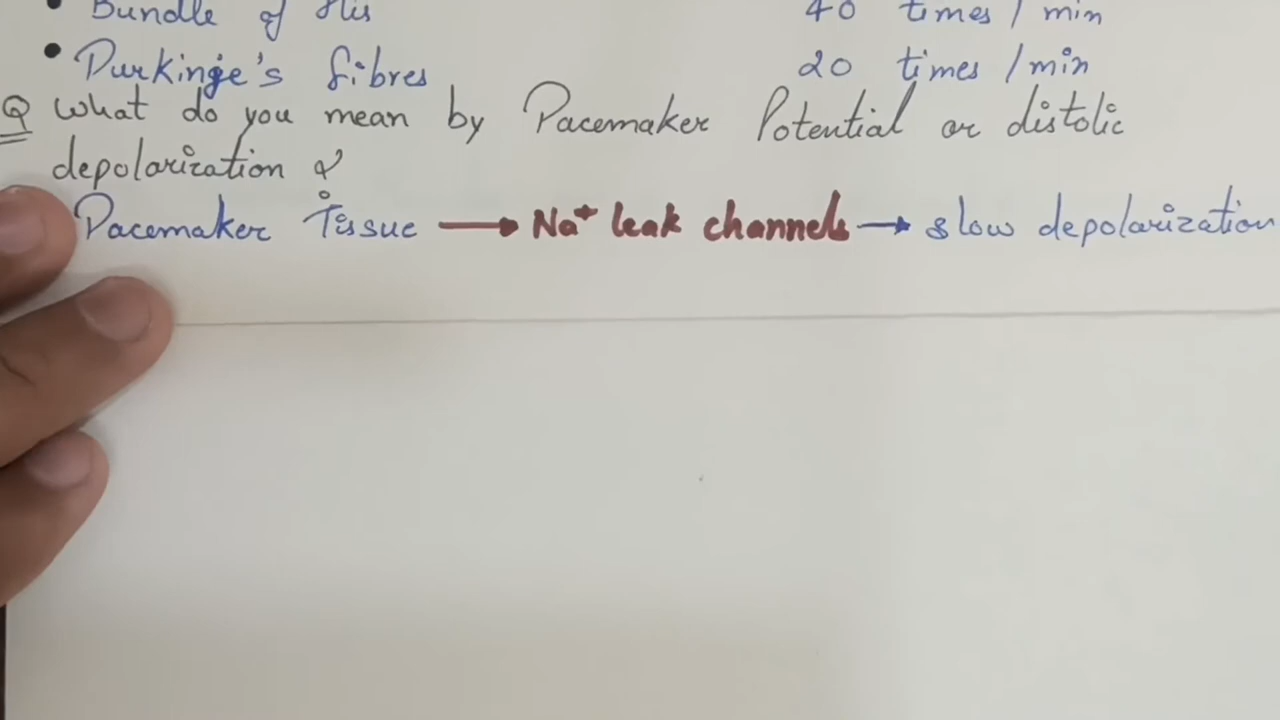 • Bundle of His 40 times / min
• Purkinje's fibres 20 times / min
Q What do you mean by Pacemaker Potential or distolic
depolarization ?
Pacemaker Tissue → Na+ leak channels → slow depolarization